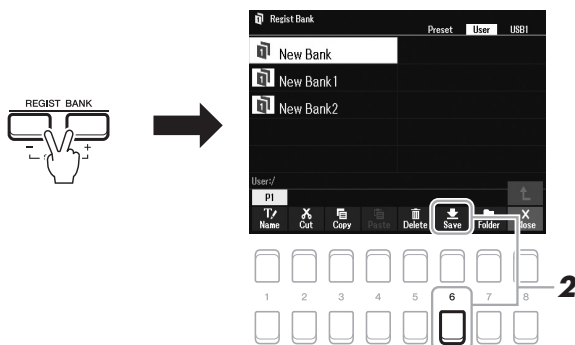 Regist Bank
Preset User USB1
New Bank
New Bank1
New Bank2
REGIST BANK
- +
User:/
P1
Name Cut Copy Paste Delete Save Folder Close
1 2 3 4 5 6 7 8
2